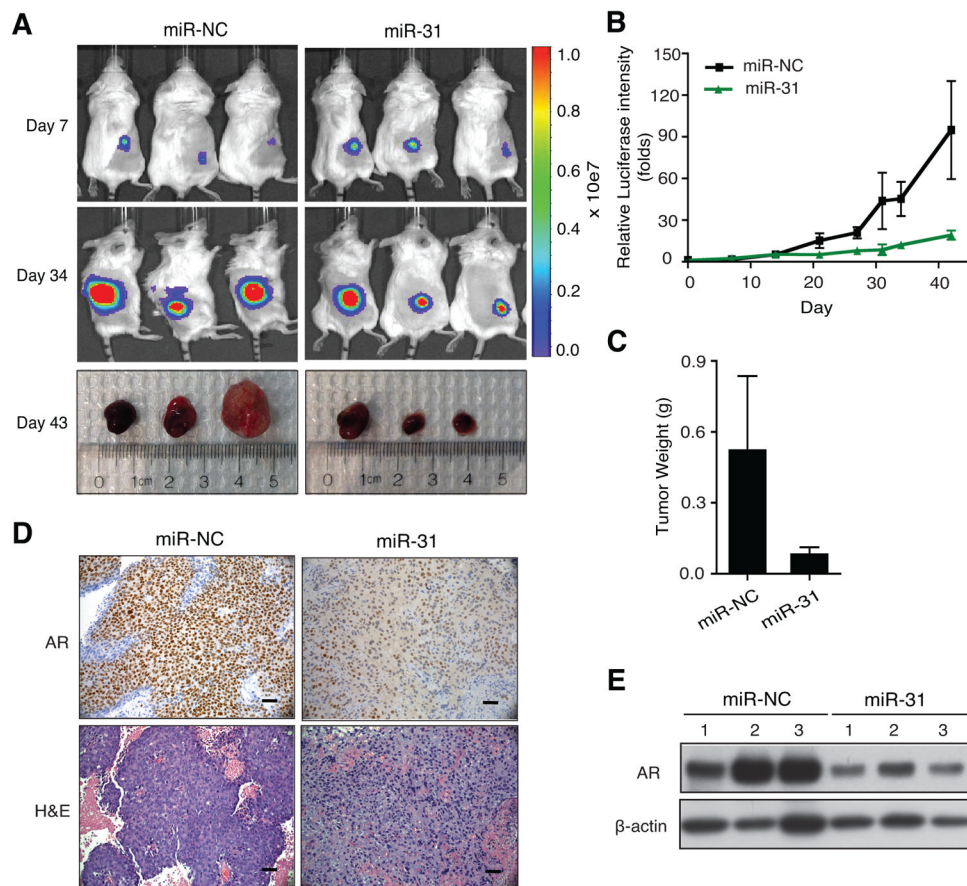 A
miR-NC
miR-31
Day 7
Day 34
Day 43
1.0
0.8
0.6
0.4
0.2
0.0
x 10e7
0 1cm 2 3 4 5
0 1cm 2 3 4 5
B
miR-NC
miR-31
Relative Luciferase intensity
(folds)
150
120
90
60
30
0
0 10 20 30 40
Day
C
Tumor Weight (g)
0.9
0.6
0.3
0.0
miR-NC
miR-31
D
miR-NC
miR-31
AR
H&E
E
miR-NC
miR-31
1 2 3 1 2 3
AR
β-actin